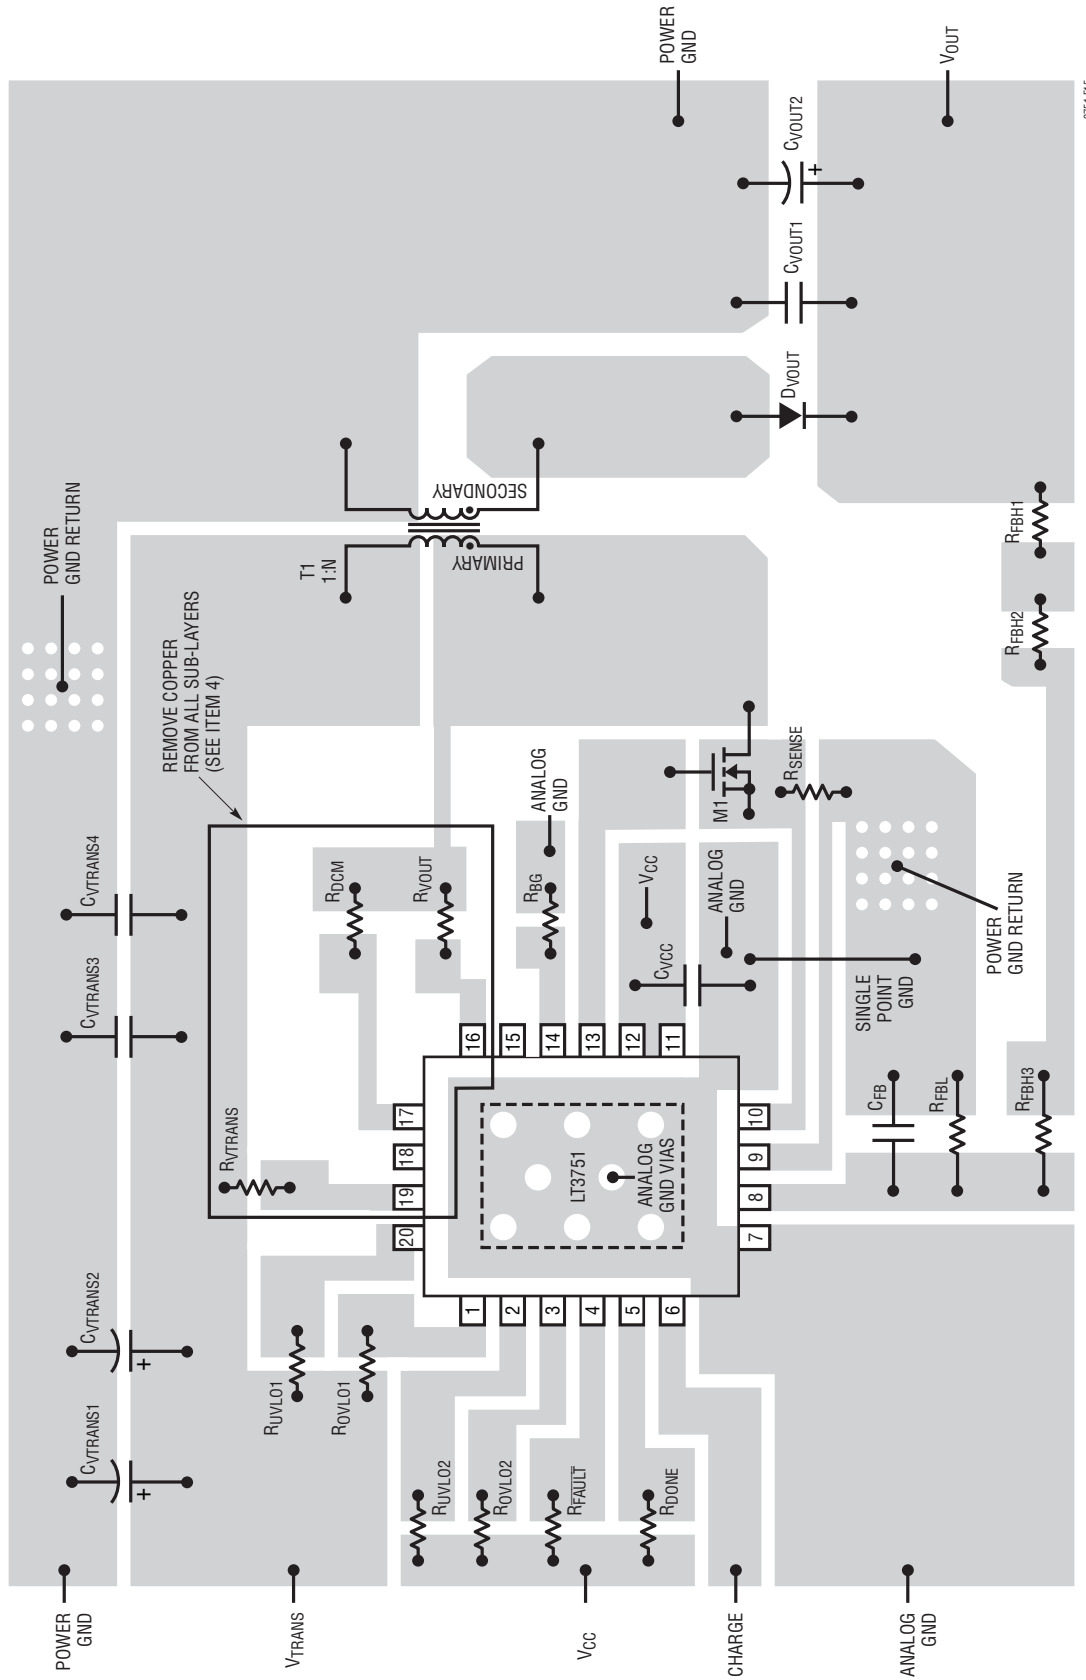 POWER
GND
VOUT
CVOUT2
+
CVOUT1
DVOUT
SECONDARY
PRIMARY
T1
1:N
POWER
GND RETURN
REMOVE COPPER
FROM ALL SUB-LAYERS
(SEE ITEM 4)
RFBH1
RFBH2
RSENSE
M1
ANALOG
GND
VCC
ANALOG
GND
CVTRANS4
CVTRANS3
RDCM
RVOUT
RBG
CVCC
POWER
GND RETURN
SINGLE
POINT
GND
16
15
14
13
12
11
17
18
19
20
10
9
8
7
RVTRANS
LT3751
ANALOG
GND VIAS
CFB
RFBL
RFBH3
1
2
3
4
5
6
CVTRANS2
+
CVTRANS1
+
RUVLO1
ROVLO1
RUVLO2
ROVLO2
RFAULT
RDONE
POWER
GND
VTRANS
VCC
CHARGE
ANALOG
GND